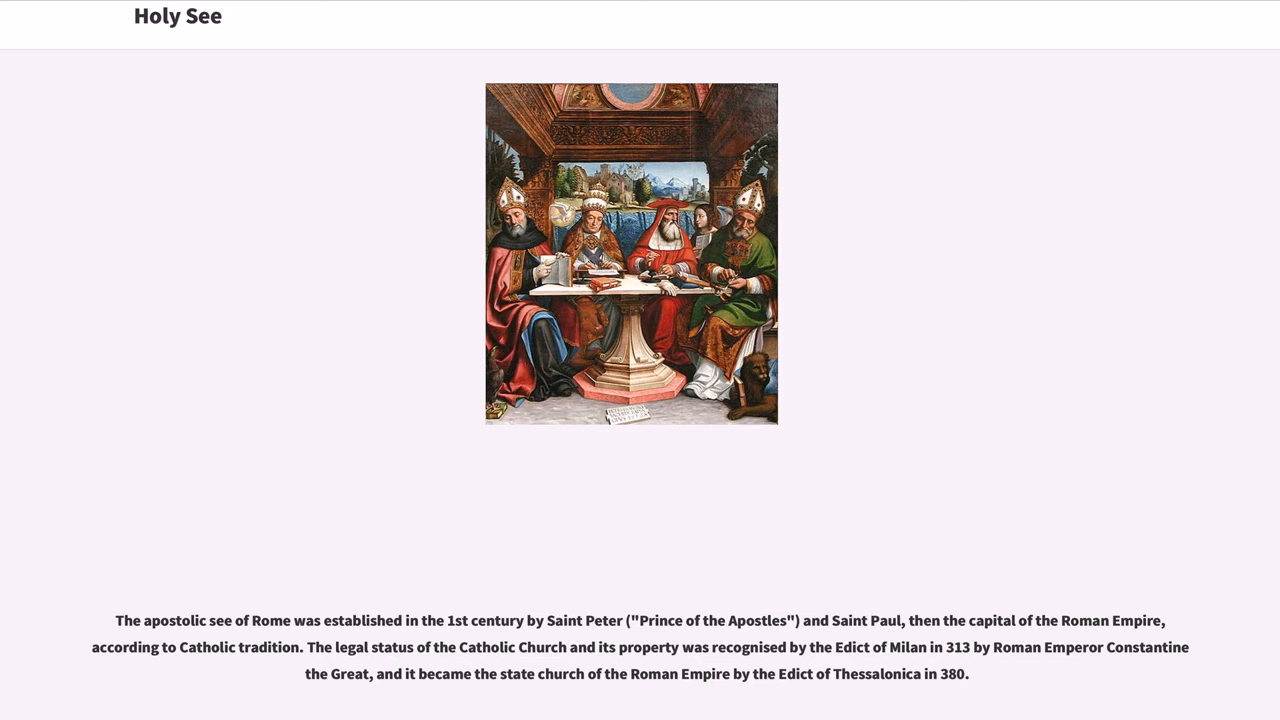 Holy See
The apostolic see of Rome was established in the 1st century by Saint Peter ("Prince of the Apostles") and Saint Paul, then the capital of the Roman Empire,
according to Catholic tradition. The legal status of the Catholic Church and its property was recognised by the Edict of Milan in 313 by Roman Emperor Constantine
the Great, and it became the state church of the Roman Empire by the Edict of Thessalonica in 380.